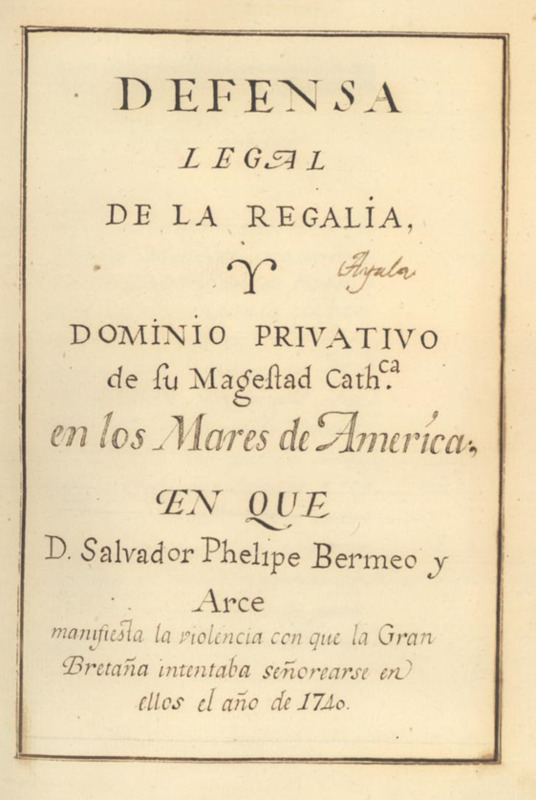 DEFENSA
LEGAL
DE LA REGALIA,
Y
Ayala
DOMINIO PRIVATIVO
de su Magestad Cath.ca
en los Mares de America,
EN QUE
D. Salvador Phelipe Bermeo y
Arce
manifiesta la violencia con que la Gran
Bretaña intentaba señorearse en
ellos el año de 1740.